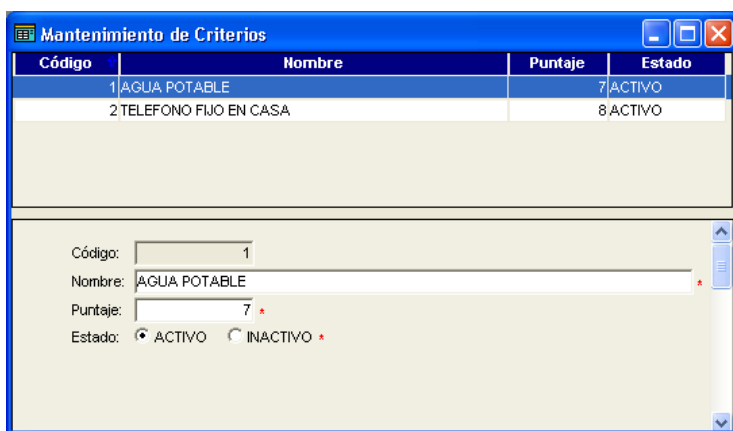 Mantenimiento de Criterios
Código Nombre Puntaje Estado
1 AGUA POTABLE 7 ACTIVO
2 TELEFONO FIJO EN CASA 8 ACTIVO
Código: 1
Nombre: AGUA POTABLE *
Puntaje: 7 *
Estado: ACTIVO INACTIVO *